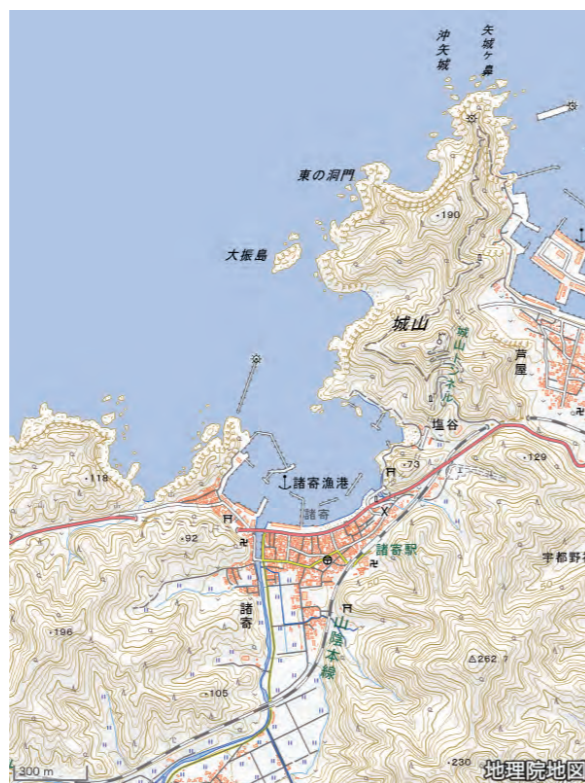 沖矢城
矢城ヶ鼻
東の洞門
・190
大振島
城山
城山トンネル
芦屋
塩谷
・118
・73
・129
諸寄漁港
諸寄
・92
諸寄駅
宇都野神
諸寄
山陰本線
・196
△262.7
・105
・230
300 m
地理院地図